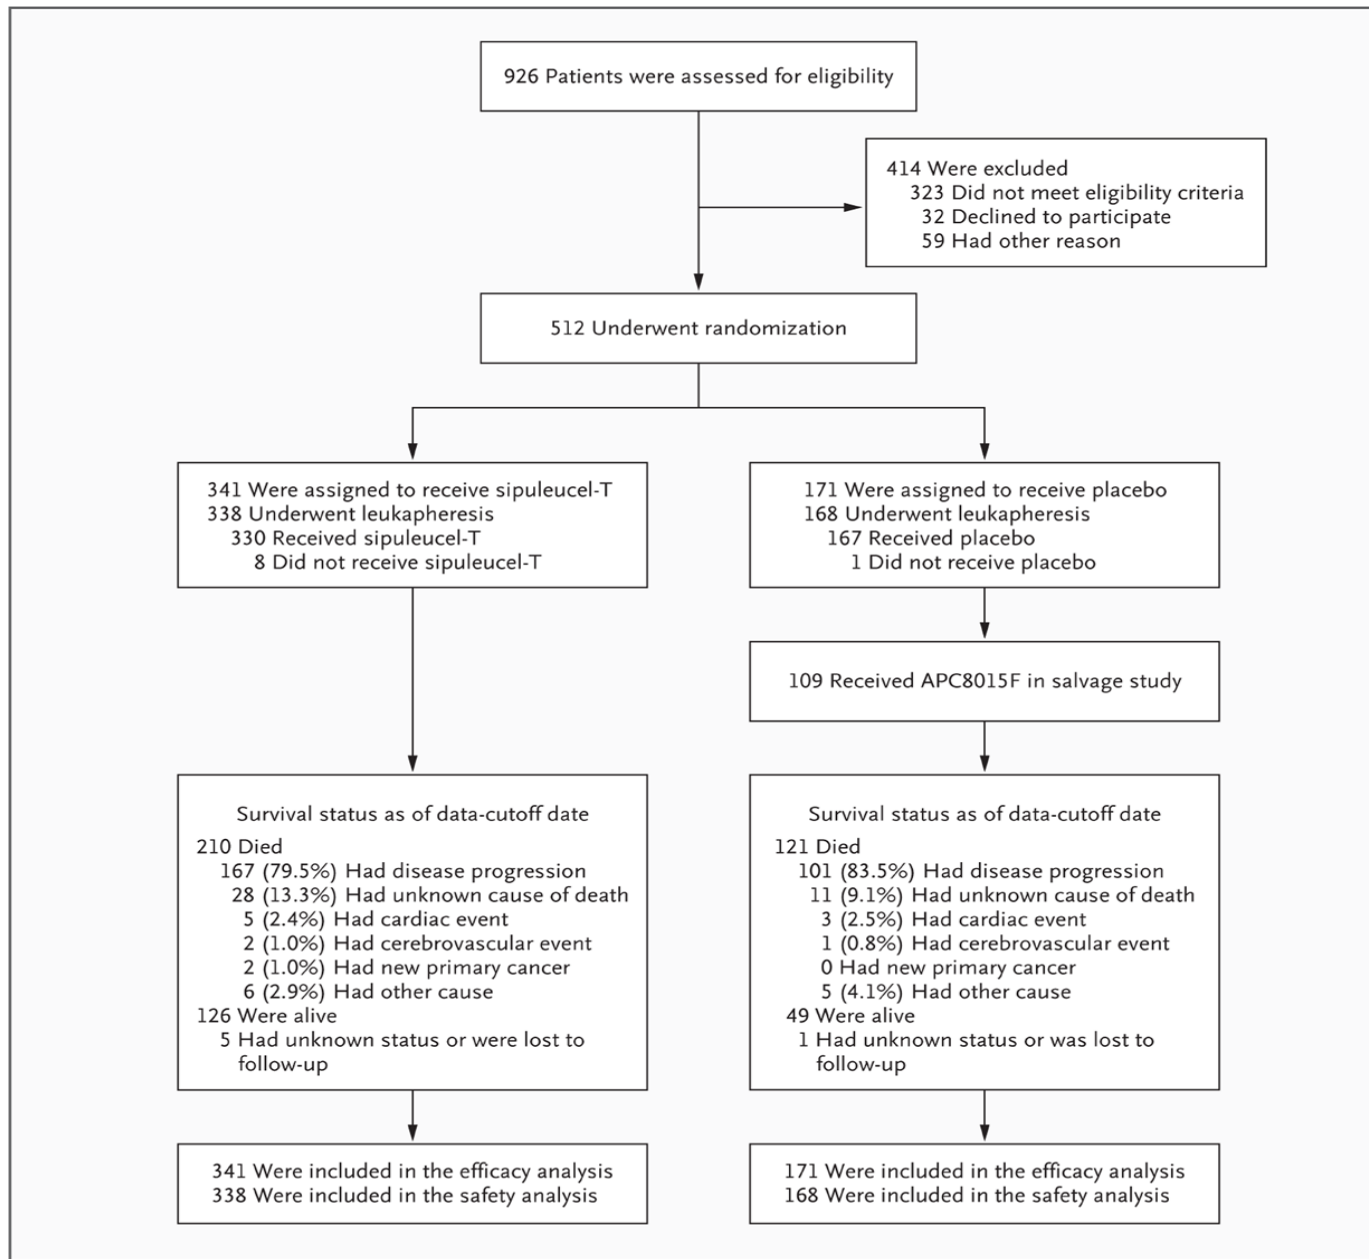 926 Patients were assessed for eligibility
414 Were excluded
323 Did not meet eligibility criteria
32 Declined to participate
59 Had other reason
512 Underwent randomization
341 Were assigned to receive sipuleucel-T
338 Underwent leukapheresis
330 Received sipuleucel-T
8 Did not receive sipuleucel-T
171 Were assigned to receive placebo
168 Underwent leukapheresis
167 Received placebo
1 Did not receive placebo
109 Received APC8015F in salvage study
Survival status as of data-cutoff date
210 Died
167 (79.5%) Had disease progression
28 (13.3%) Had unknown cause of death
5 (2.4%) Had cardiac event
2 (1.0%) Had cerebrovascular event
2 (1.0%) Had new primary cancer
6 (2.9%) Had other cause
126 Were alive
5 Had unknown status or were lost to
follow-up
Survival status as of data-cutoff date
121 Died
101 (83.5%) Had disease progression
11 (9.1%) Had unknown cause of death
3 (2.5%) Had cardiac event
1 (0.8%) Had cerebrovascular event
0 Had new primary cancer
5 (4.1%) Had other cause
49 Were alive
1 Had unknown status or was lost to
follow-up
341 Were included in the efficacy analysis
338 Were included in the safety analysis
171 Were included in the efficacy analysis
168 Were included in the safety analysis